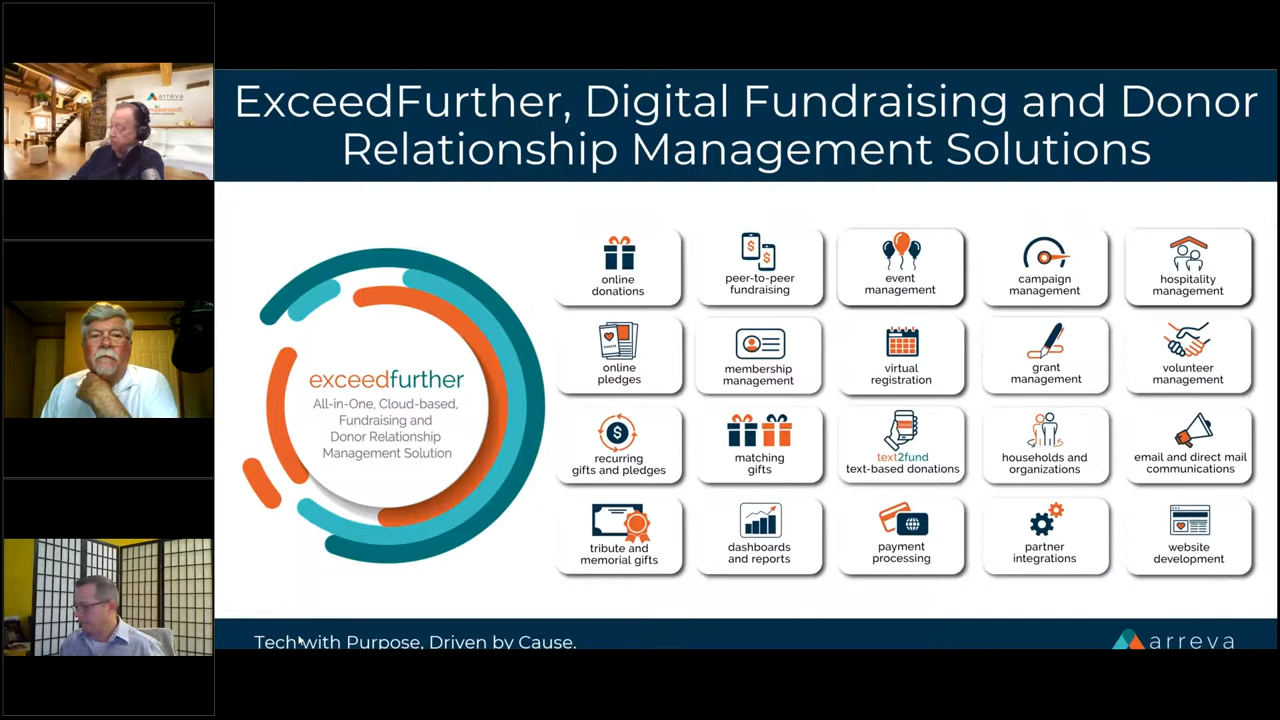 arreva
ExceedFurther, Digital Fundraising and Donor
Relationship Management Solutions
exceedfurther
All-in-One, Cloud-based,
Fundraising and
Donor Relationship
Management Solution
online
donations
peer-to-peer
fundraising
event
management
campaign
management
hospitality
management
online
pledges
membership
management
virtual
registration
grant
management
volunteer
management
recurring
gifts and pledges
matching
gifts
text2fund
text-based donations
households and
organizations
email and direct mail
communications
tribute and
memorial gifts
dashboards
and reports
payment
processing
partner
integrations
website
development
Tech with Purpose, Driven by Cause.
arreva